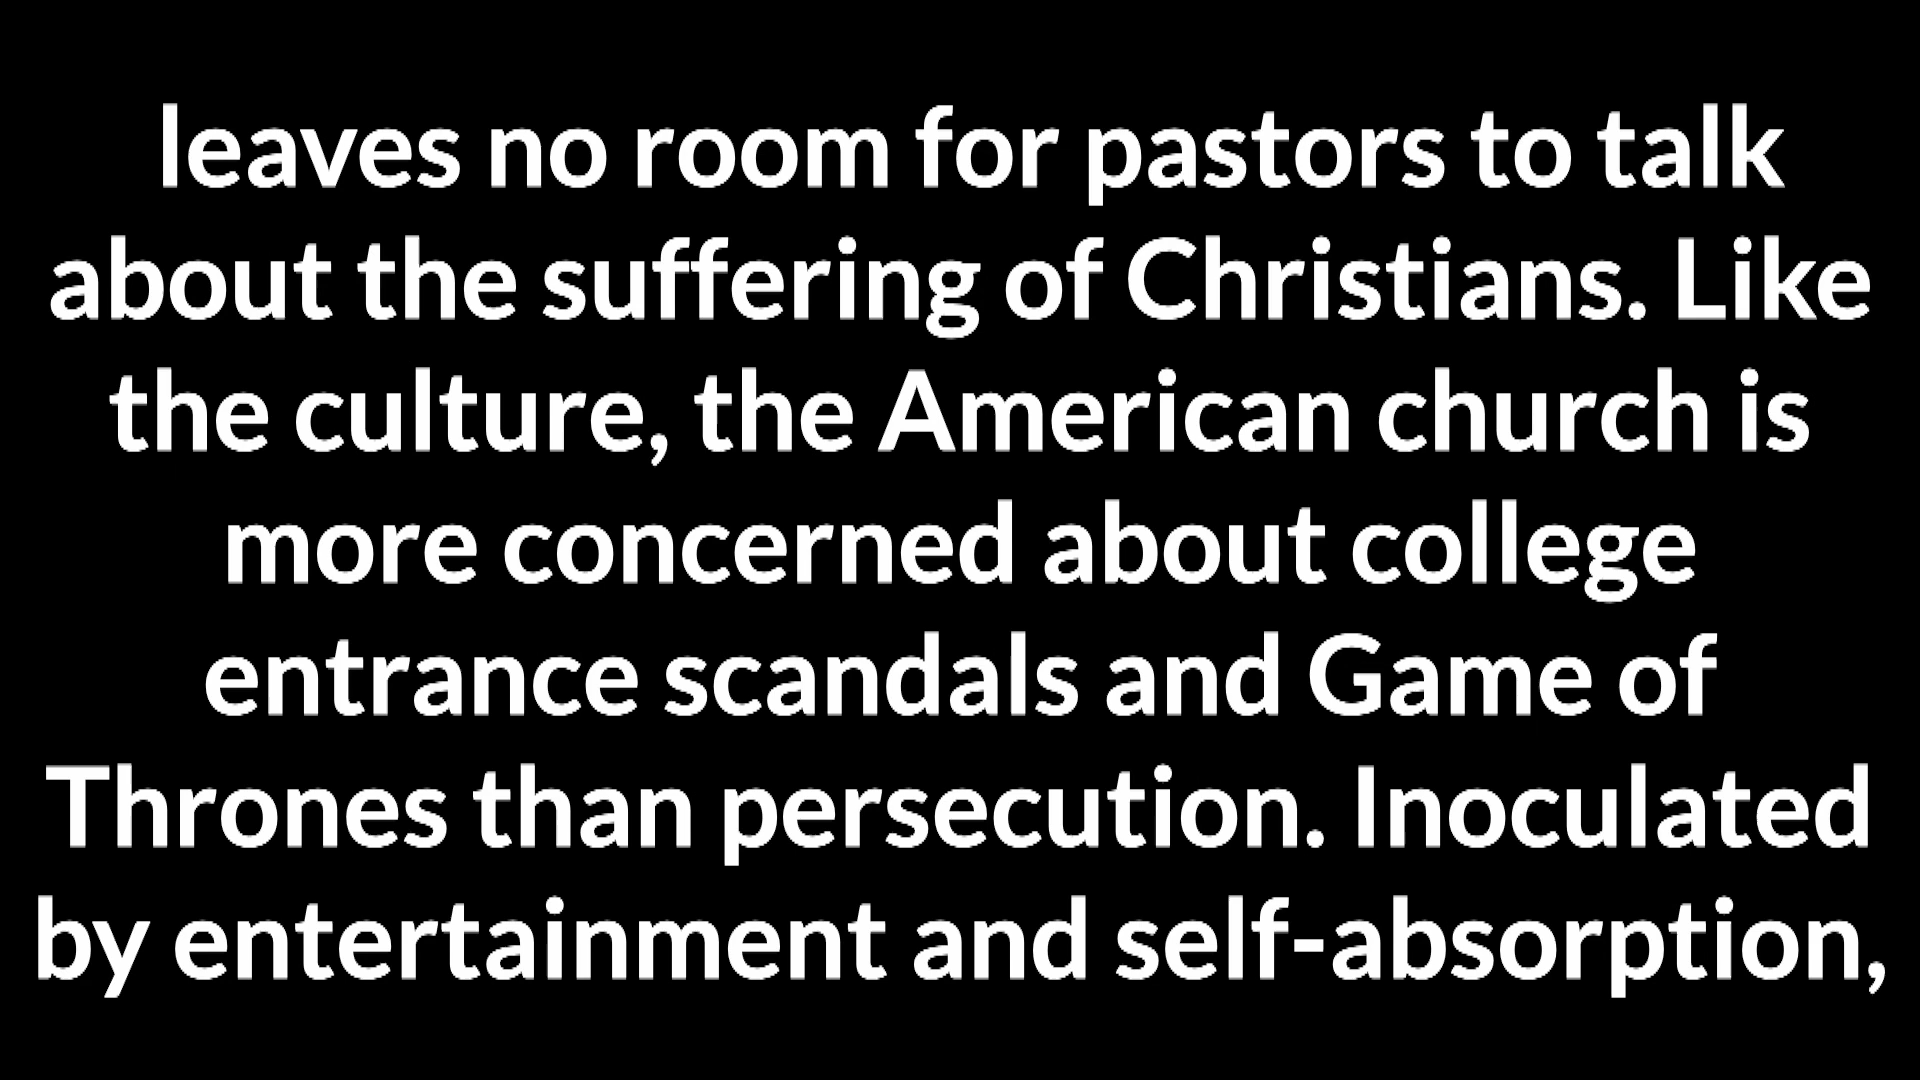 leaves no room for pastors to talk
about the suffering of Christians. Like
the culture, the American church is
more concerned about college
entrance scandals and Game of
Thrones than persecution. Inoculated
by entertainment and self-absorption,